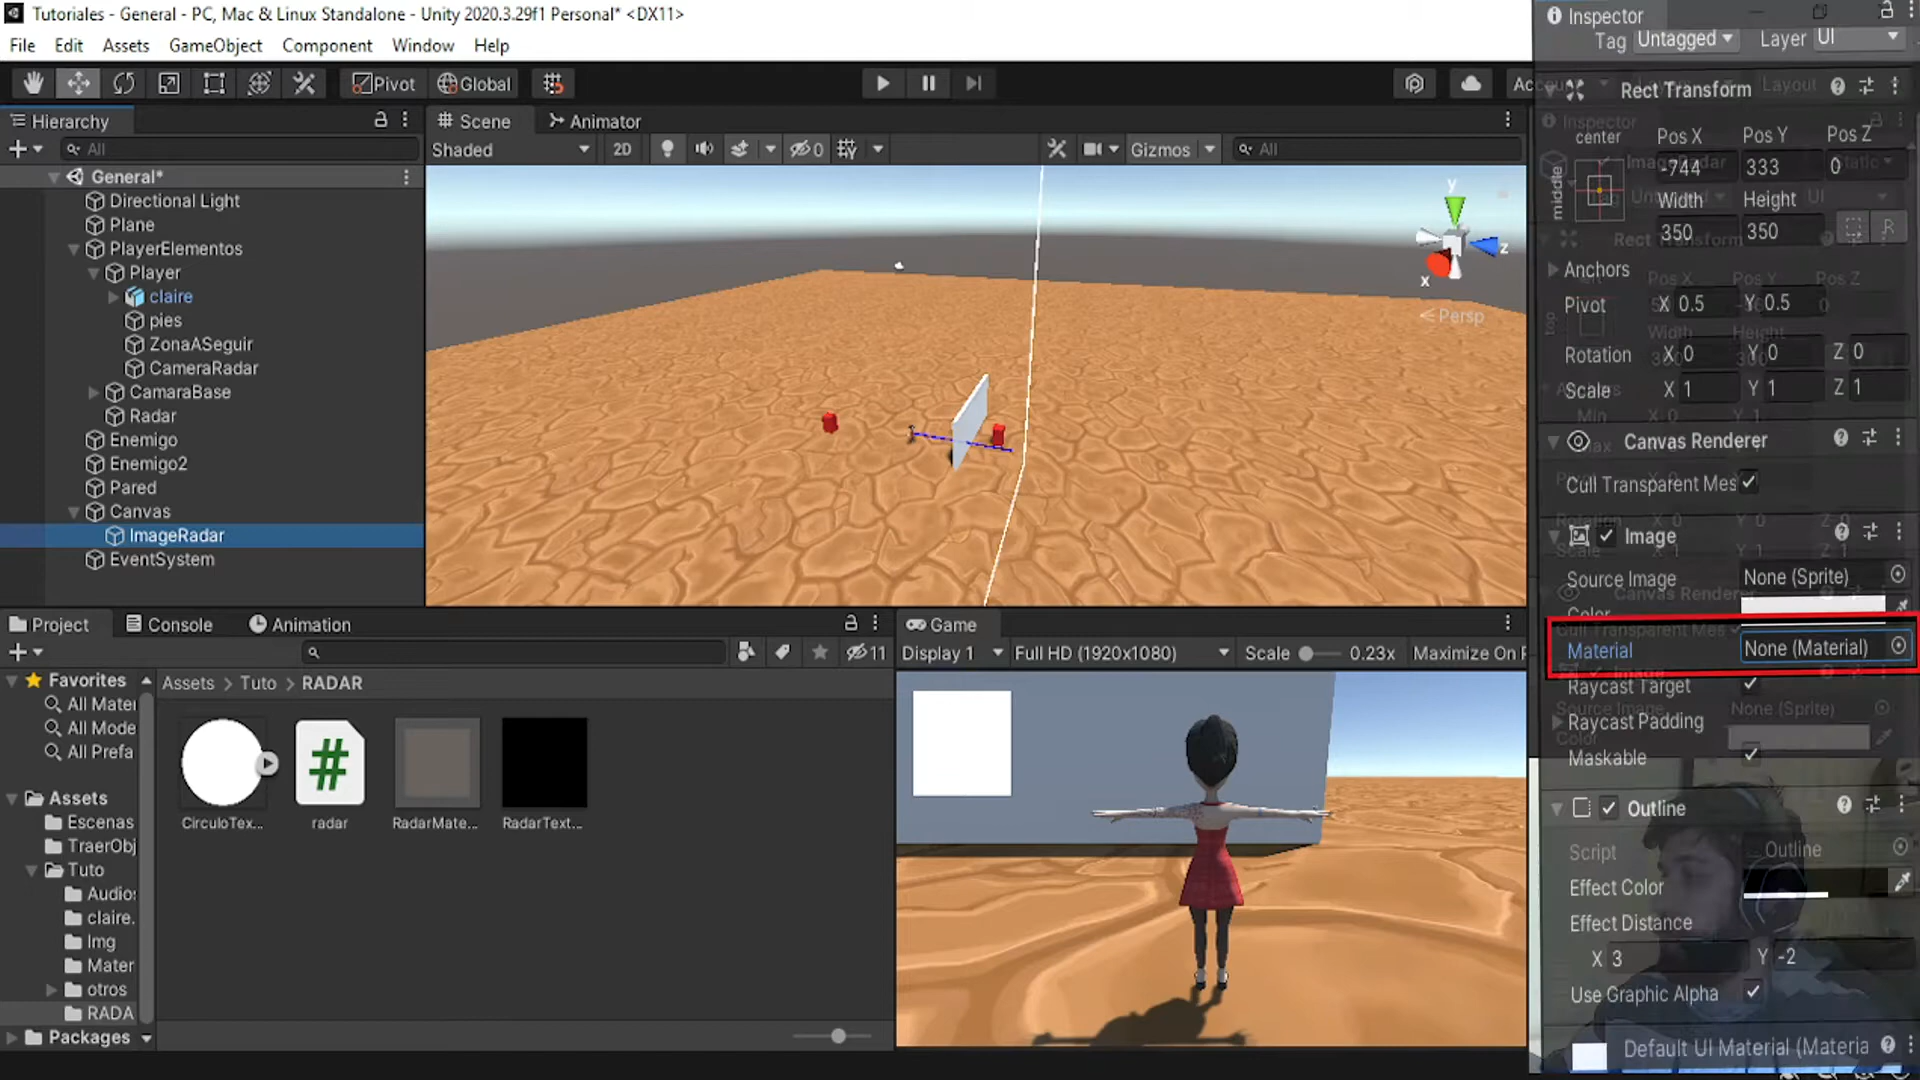 Tutoriales - General - PC, Mac & Linux Standalone - Unity 2020.3.29f1 Personal* <DX11>
File Edit Assets GameObject Component Window Help
Pivot Global
Hierarchy
All
General*
Directional Light
Plane
PlayerElementos
Player
claire
pies
ZonaASeguir
CameraRadar
CamaraBase
Radar
Enemigo
Enemigo2
Pared
Canvas
ImageRadar
EventSystem
Scene Animator
Shaded 2D 0 Gizmos All
y
z
x
Persp
Project Console Animation
11
Favorites
All Mater
All Mode
All Prefa
Assets
Escenas
TraerObj
Tuto
Audio:
claire.
Img
Mater
otros
RADA
Packages
Assets > Tuto > RADAR
CirculoTex...
radar
RadarMate...
RadarText...
Game
Display 1 Full HD (1920x1080) Scale 0.23x Maximize On P
Inspector
Tag Untagged Layer UI
Rect Transform
center
middle
Pos X Pos Y Pos Z
-744 333 0
Width Height
350 350 R
Anchors
Pivot X 0.5 Y 0.5
Rotation X 0 Y 0 Z 0
Scale X 1 Y 1 Z 1
Canvas Renderer
Cull Transparent Mes
Image
Source Image None (Sprite)
Color
Material None (Material)
Raycast Target
Raycast Padding
Maskable
Outline
Script Outline
Effect Color
Effect Distance
X 3 Y -2
Use Graphic Alpha
Default UI Material (Materia